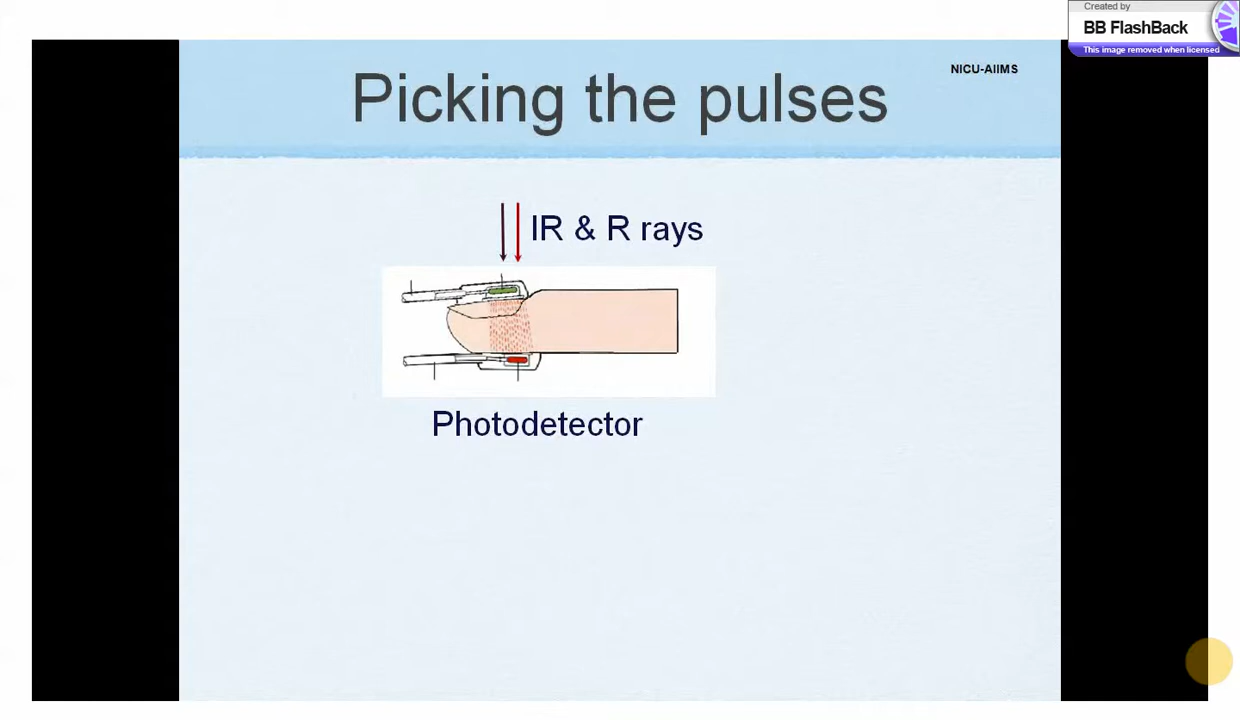 Created by
BB FlashBack
This image removed when licensed
NICU-AIIMS
Picking the pulses
IR & R rays
Photodetector